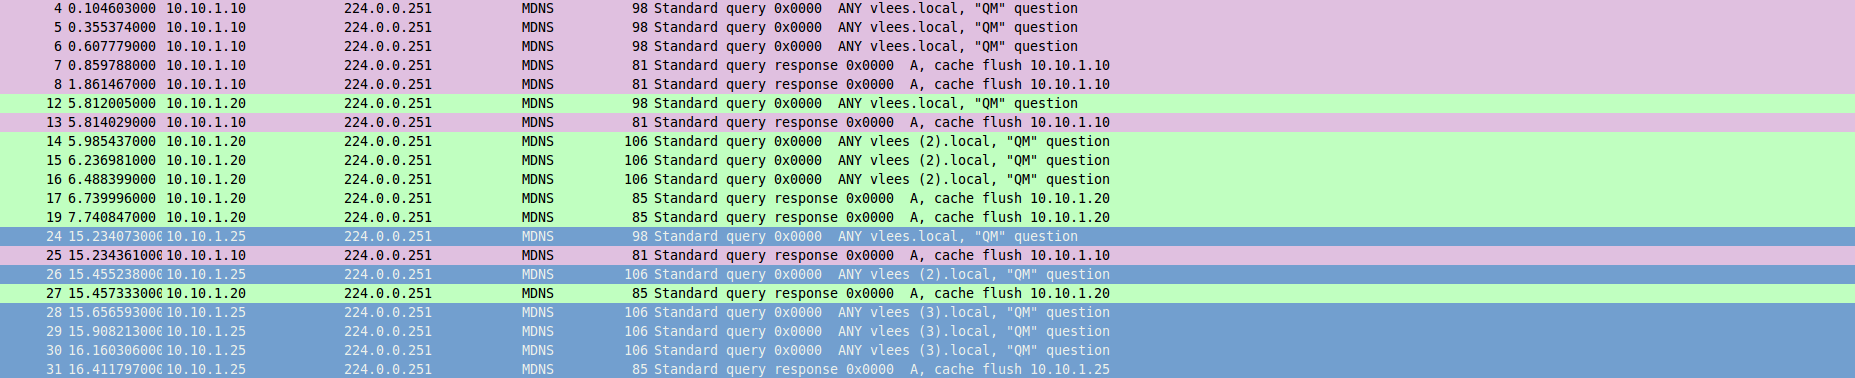 4 0.104603000 10.10.1.10 224.0.0.251 MDNS 98 Standard query 0x0000 ANY vlees.local, "QM" question
5 0.355374000 10.10.1.10 224.0.0.251 MDNS 98 Standard query 0x0000 ANY vlees.local, "QM" question
6 0.607779000 10.10.1.10 224.0.0.251 MDNS 98 Standard query 0x0000 ANY vlees.local, "QM" question
7 0.859788000 10.10.1.10 224.0.0.251 MDNS 81 Standard query response 0x0000 A, cache flush 10.10.1.10
8 1.861467000 10.10.1.10 224.0.0.251 MDNS 81 Standard query response 0x0000 A, cache flush 10.10.1.10
12 5.812005000 10.10.1.20 224.0.0.251 MDNS 98 Standard query 0x0000 ANY vlees.local, "QM" question
13 5.814029000 10.10.1.10 224.0.0.251 MDNS 81 Standard query response 0x0000 A, cache flush 10.10.1.10
14 5.985437000 10.10.1.20 224.0.0.251 MDNS 106 Standard query 0x0000 ANY vlees (2).local, "QM" question
15 6.236981000 10.10.1.20 224.0.0.251 MDNS 106 Standard query 0x0000 ANY vlees (2).local, "QM" question
16 6.488399000 10.10.1.20 224.0.0.251 MDNS 106 Standard query 0x0000 ANY vlees (2).local, "QM" question
17 6.739996000 10.10.1.20 224.0.0.251 MDNS 85 Standard query response 0x0000 A, cache flush 10.10.1.20
19 7.740847000 10.10.1.20 224.0.0.251 MDNS 85 Standard query response 0x0000 A, cache flush 10.10.1.20
24 15.234073000 10.10.1.25 224.0.0.251 MDNS 98 Standard query 0x0000 ANY vlees.local, "QM" question
25 15.234361000 10.10.1.10 224.0.0.251 MDNS 81 Standard query response 0x0000 A, cache flush 10.10.1.10
26 15.455238000 10.10.1.25 224.0.0.251 MDNS 106 Standard query 0x0000 ANY vlees (2).local, "QM" question
27 15.457333000 10.10.1.20 224.0.0.251 MDNS 85 Standard query response 0x0000 A, cache flush 10.10.1.20
28 15.656593000 10.10.1.25 224.0.0.251 MDNS 106 Standard query 0x0000 ANY vlees (3).local, "QM" question
29 15.908213000 10.10.1.25 224.0.0.251 MDNS 106 Standard query 0x0000 ANY vlees (3).local, "QM" question
30 16.160306000 10.10.1.25 224.0.0.251 MDNS 106 Standard query 0x0000 ANY vlees (3).local, "QM" question
31 16.411797000 10.10.1.25 224.0.0.251 MDNS 85 Standard query response 0x0000 A, cache flush 10.10.1.25